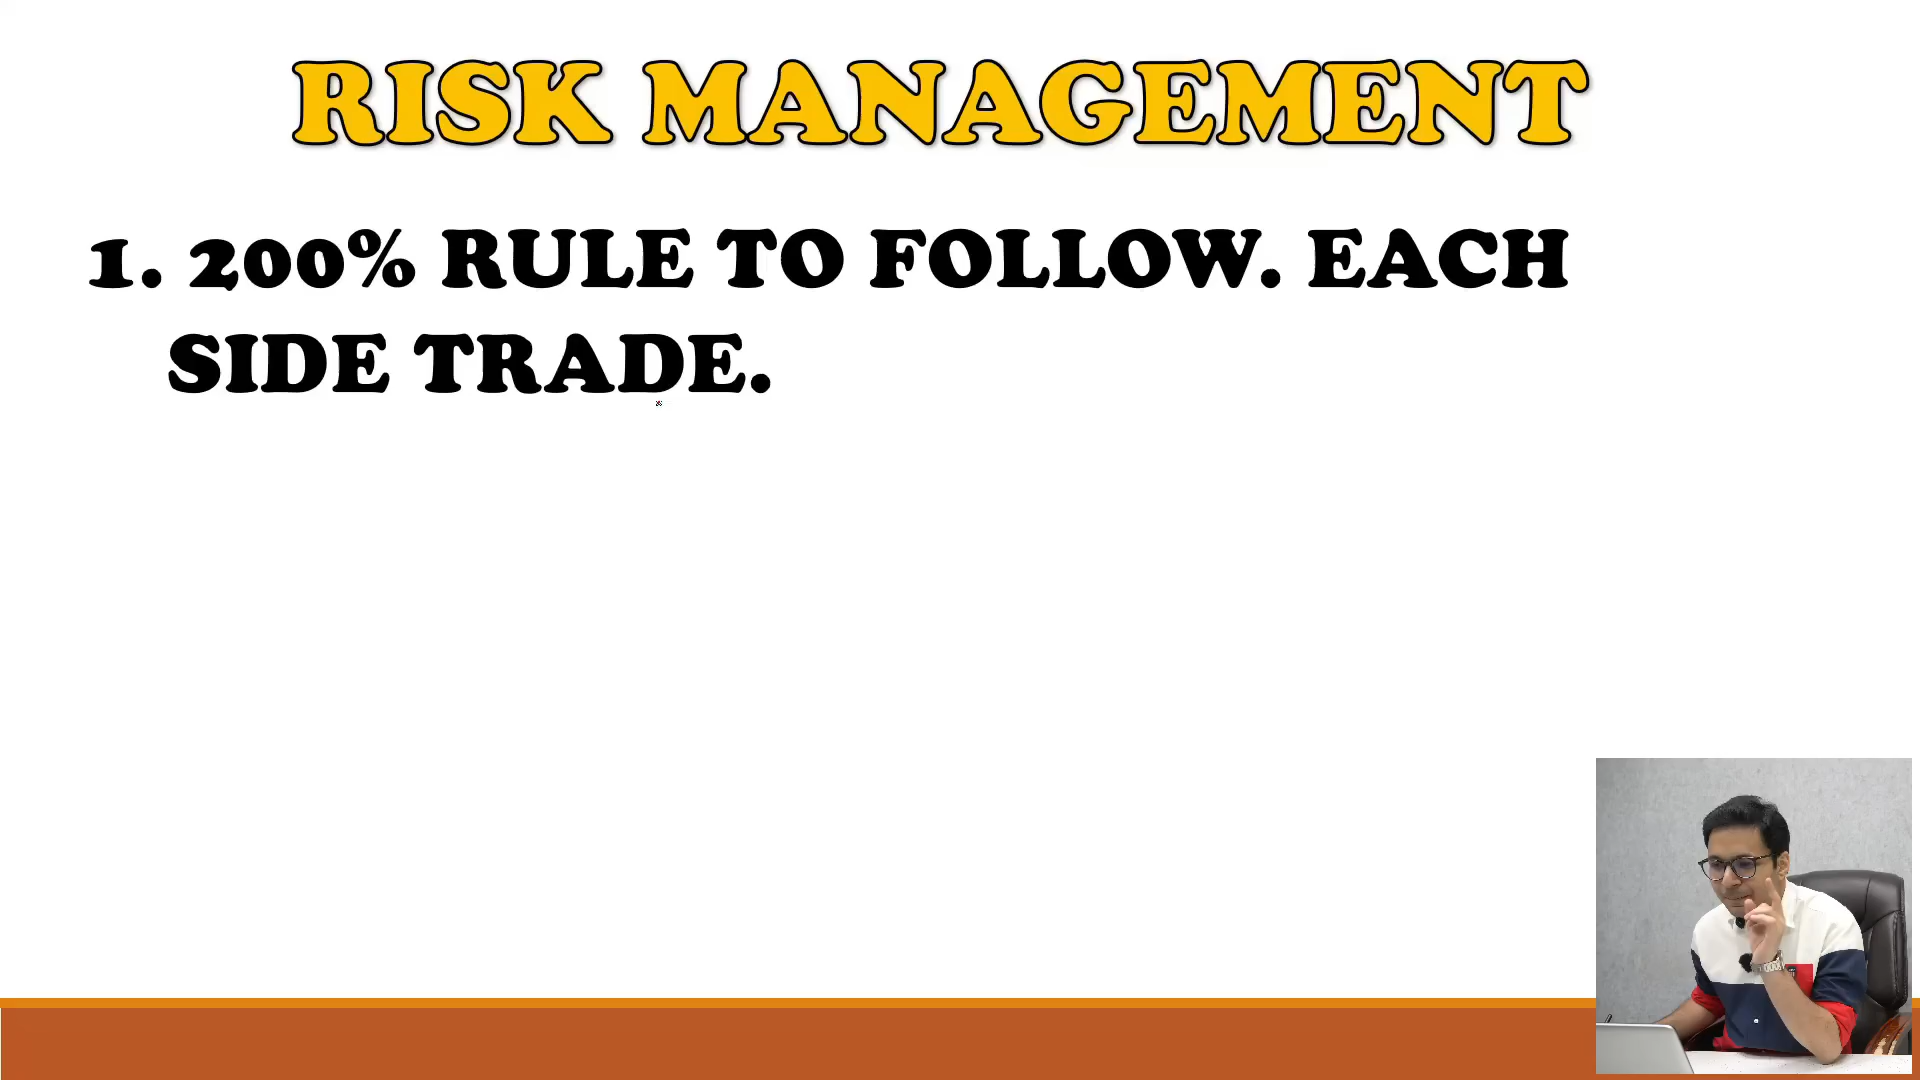 RISK MANAGEMENT
1. 200% RULE TO FOLLOW. EACH
SIDE TRADE.